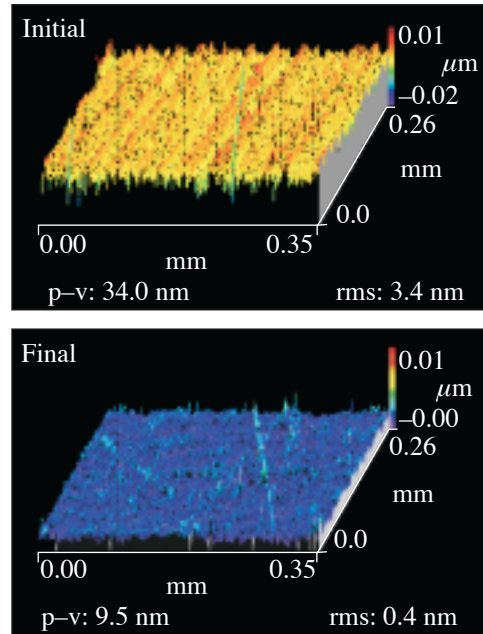 Initial
0.01
μm
–0.02
0.26
mm
0.0
0.00
0.35
mm
p–v: 34.0 nm
rms: 3.4 nm
Final
0.01
μm
–0.00
0.26
mm
0.0
0.00
0.35
mm
p–v: 9.5 nm
rms: 0.4 nm